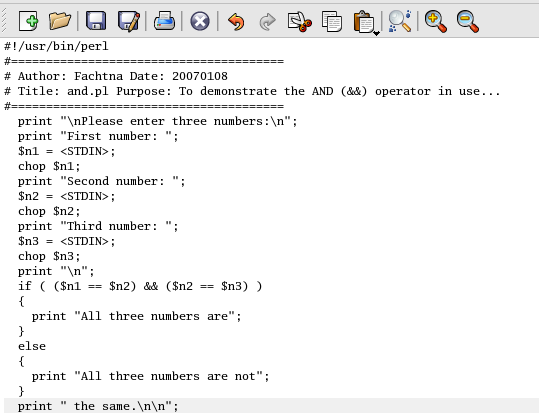 #!/usr/bin/perl
#=======================================
# Author: Fachtna Date: 20070108
# Title: and.pl Purpose: To demonstrate the AND (&&) operator in use...
#=======================================
  print "\nPlease enter three numbers:\n";
  print "First number: ";
  $n1 = <STDIN>;
  chop $n1;
  print "Second number: ";
  $n2 = <STDIN>;
  chop $n2;
  print "Third number: ";
  $n3 = <STDIN>;
  chop $n3;
  print "\n";
  if ( ($n1 == $n2) && ($n2 == $n3) )
  {
    print "All three numbers are";
  }
  else
  {
    print "All three numbers are not";
  }
  print " the same.\n\n";